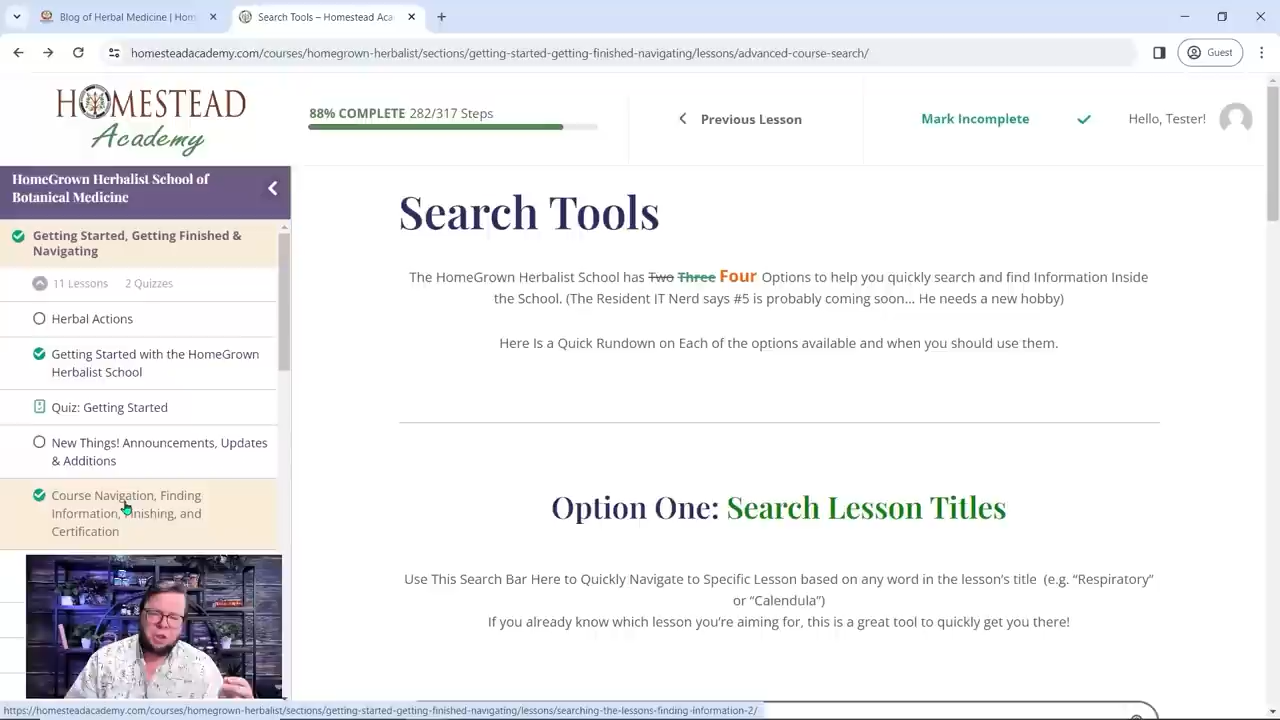 Blog of Herbal Medicine | Hom
Search Tools – Homestead Aca
homesteadacademy.com/courses/homegrown-herbalist/sections/getting-started-getting-finished-navigating/lessons/advanced-course-search/
Guest
HOMESTEAD
Academy
88% COMPLETE 282/317 Steps
Previous Lesson
Mark Incomplete
Hello, Tester!
HomeGrown Herbalist School of
Botanical Medicine
Getting Started, Getting Finished &
Navigating
11 Lessons 2 Quizzes
Herbal Actions
Getting Started with the HomeGrown
Herbalist School
Quiz: Getting Started
New Things! Announcements, Updates
& Additions
Course Navigation, Finding
Information, Finishing, and
Certification
Search Tools
The HomeGrown Herbalist School has Two Three Four Options to help you quickly search and find Information Inside
the School. (The Resident IT Nerd says #5 is probably coming soon... He needs a new hobby)
Here Is a Quick Rundown on Each of the options available and when you should use them.
Option One: Search Lesson Titles
Use This Search Bar Here to Quickly Navigate to Specific Lesson based on any word in the lesson's title (e.g. “Respiratory”
or “Calendula”)
If you already know which lesson you're aiming for, this is a great tool to quickly get you there!
https://homesteadacademy.com/courses/homegrown-herbalist/sections/getting-started-getting-finished-navigating/lessons/searching-the-lessons-finding-information-2/